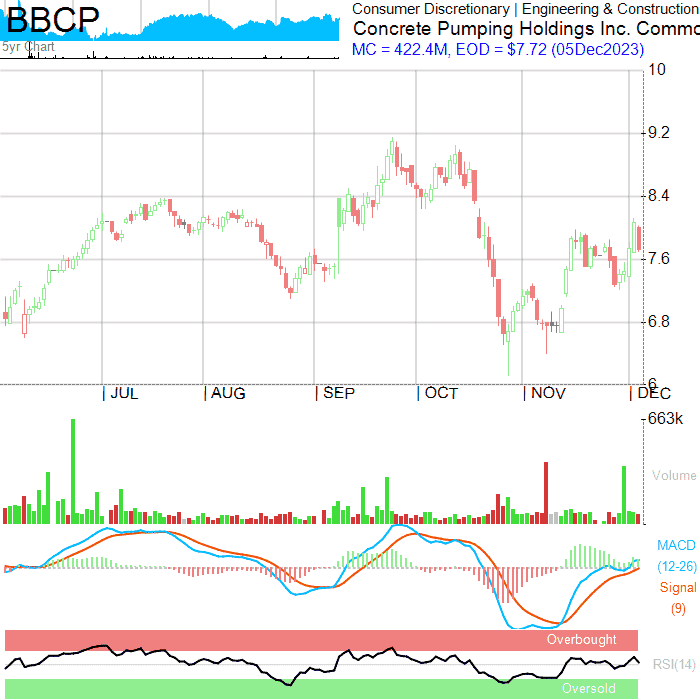 BBCP
5yr Chart
Consumer Discretionary | Engineering & Construction
Concrete Pumping Holdings Inc. Commo
MC = 422.4M, EOD = $7.72 (05Dec2023)
10
9.2
8.4
7.6
6.8
6
| JUL | AUG | SEP | OCT | NOV | DEC
663k
Volume
MACD
(12-26)
Signal
(9)
Overbought
RSI(14)
Oversold